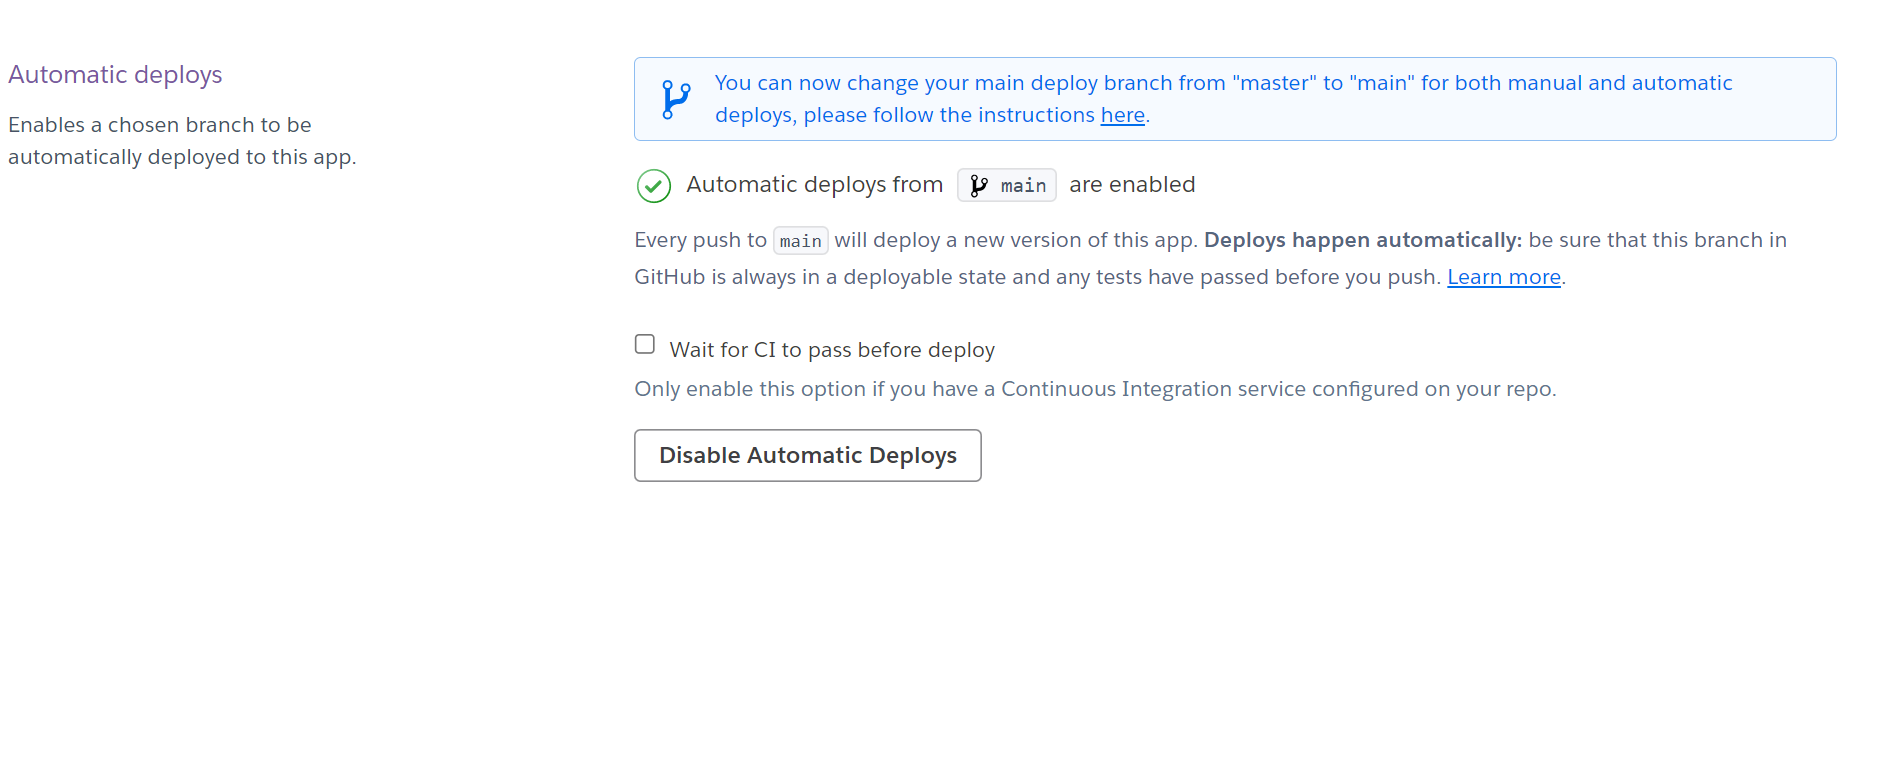 Automatic deploys
Enables a chosen branch to be
automatically deployed to this app.
You can now change your main deploy branch from "master" to "main" for both manual and automatic
deploys, please follow the instructions here.
Automatic deploys from main are enabled
Every push to main will deploy a new version of this app. Deploys happen automatically: be sure that this branch in
GitHub is always in a deployable state and any tests have passed before you push. Learn more.
Wait for CI to pass before deploy
Only enable this option if you have a Continuous Integration service configured on your repo.
Disable Automatic Deploys